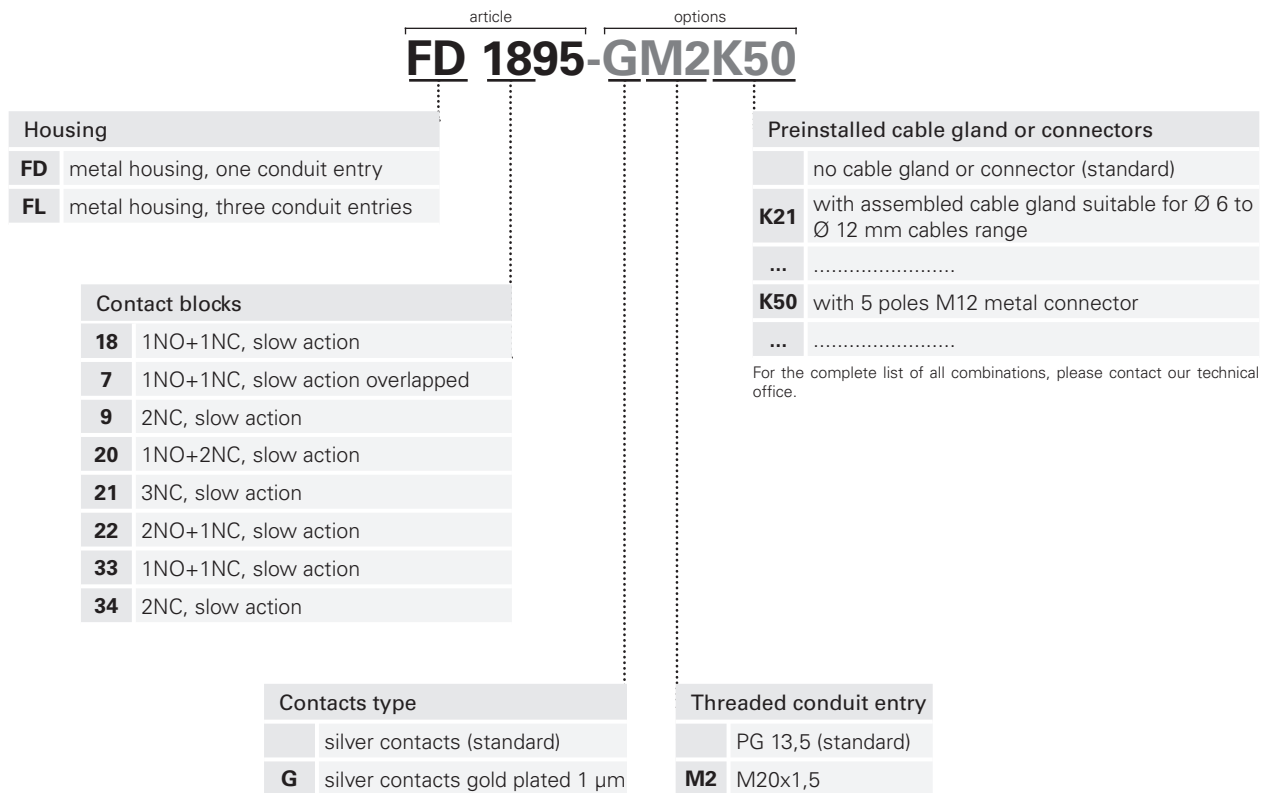 article
options
FD 1895-GM2K50
Housing
FD metal housing, one conduit entry
FL metal housing, three conduit entries
Preinstalled cable gland or connectors
no cable gland or connector (standard)
K21 with assembled cable gland suitable for Ø 6 to
Ø 12 mm cables range
... ........................
K50 with 5 poles M12 metal connector
... ........................
For the complete list of all combinations, please contact our technical
office.
Contact blocks
18 1NO+1NC, slow action
7 1NO+1NC, slow action overlapped
9 2NC, slow action
20 1NO+2NC, slow action
21 3NC, slow action
22 2NO+1NC, slow action
33 1NO+1NC, slow action
34 2NC, slow action
Contacts type
silver contacts (standard)
G silver contacts gold plated 1 µm
Threaded conduit entry
PG 13,5 (standard)
M2 M20x1,5